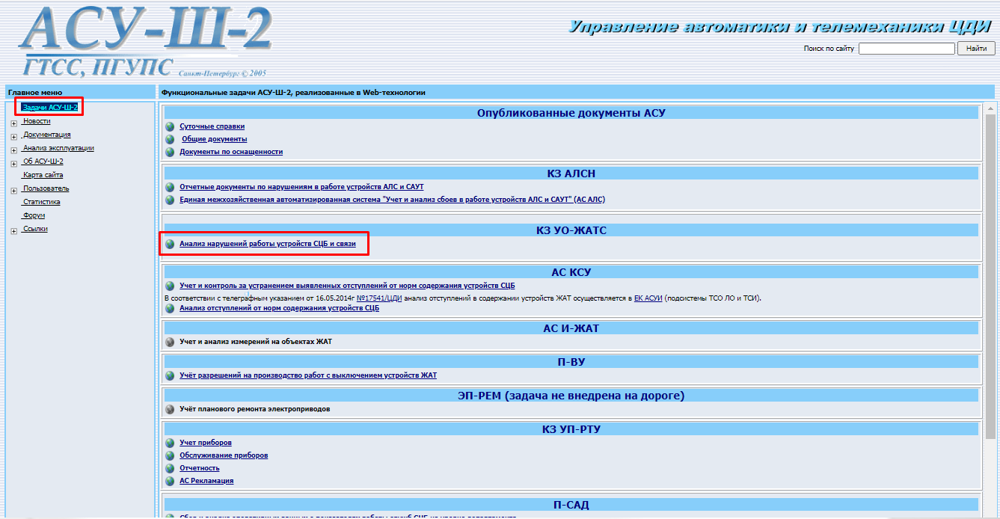 АСУ-Ш-2
ГТСС, ПГУПС Санкт-Петербург © 2005
Управление автоматики и телемеханики ЦДИ
Поиск по сайту Найти
Главное меню
Задачи АСУ-Ш-2
Новости
Документация
Анализ эксплуатации
Об АСУ-Ш-2
Карта сайта
Пользователь
Статистика
Форум
Ссылки
Функциональные задачи АСУ-Ш-2, реализованные в Web-технологии
Опубликованные документы АСУ
Суточные справки
Общие документы
Документы по оснащенности
КЗ АЛСН
Отчетные документы по нарушениям в работе устройств АЛС и САУТ
Единая межхозяйственная автоматизированная система "Учет и анализ сбоев в работе устройств АЛС и САУТ" (АС АЛС)
КЗ УО-ЖАТС
Анализ нарушений работы устройств СЦБ и связи
АС КСУ
Учет и контроль за устранением выявленных отступлений от норм содержания устройств СЦБ
В соответствии с телеграфным указанием от 16.05.2014г №17541/ЦДИ анализ отступлений в содержании устройств ЖАТ осуществляется в ЕК АСУИ (подсистемы ТСО ЛО и ТСИ).
Анализ отступлений от норм содержания устройств СЦБ
АС И-ЖАТ
Учет и анализ измерений на объектах ЖАТ
П-ВУ
Учёт разрешений на производство работ с выключением устройств ЖАТ
ЭП-РЕМ (задача не внедрена на дороге)
Учёт планового ремонта электроприводов
КЗ УП-РТУ
Учет приборов
Обслуживание приборов
Отчетность
АС Рекламация
П-САД